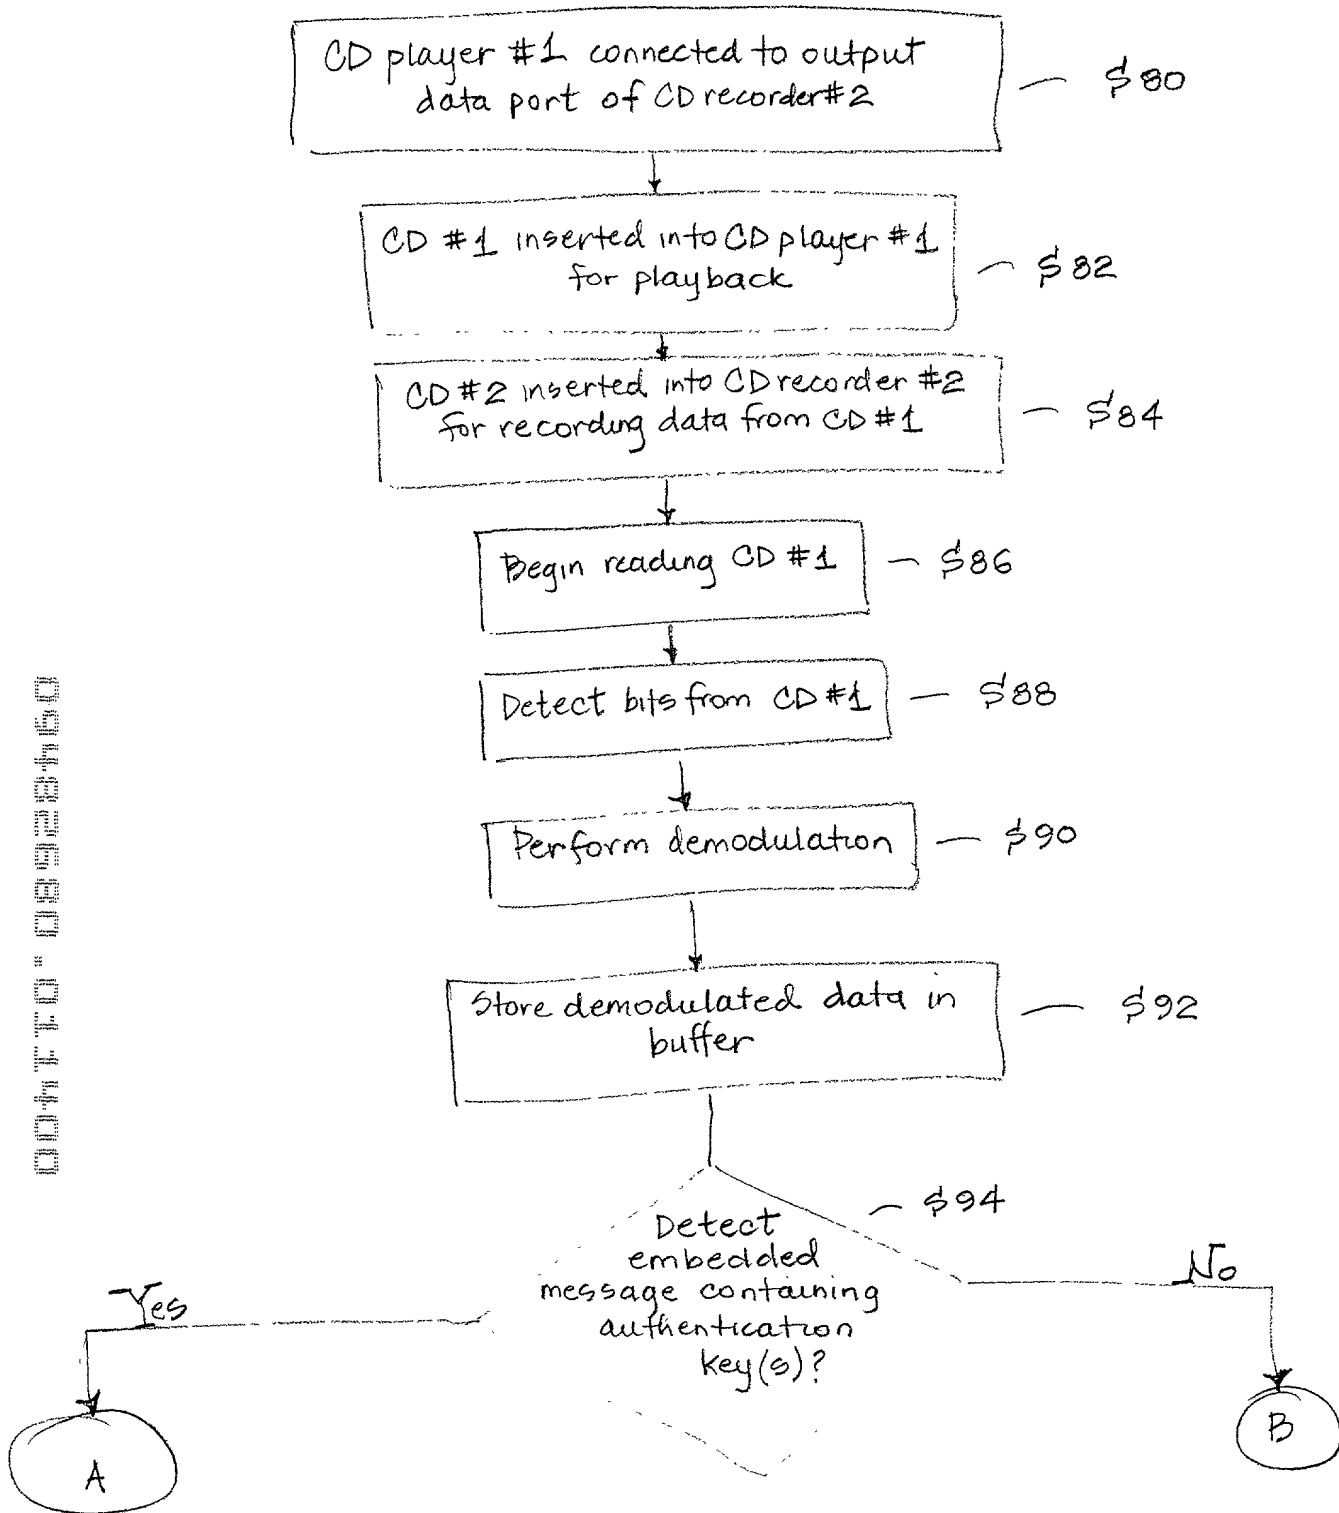 CD player #1 connected to output
data port of CD recorder #2
S80
CD #1 inserted into CD player #1
for playback
S82
CD #2 inserted into CD recorder #2
for recording data from CD #1
S84
Begin reading CD #1
S86
Detect bits from CD #1
S88
Perform demodulation
S90
Store demodulated data in
buffer
S92
S94
Detect
embedded
message containing
authentication
key(s)?
Yes
No
A
B